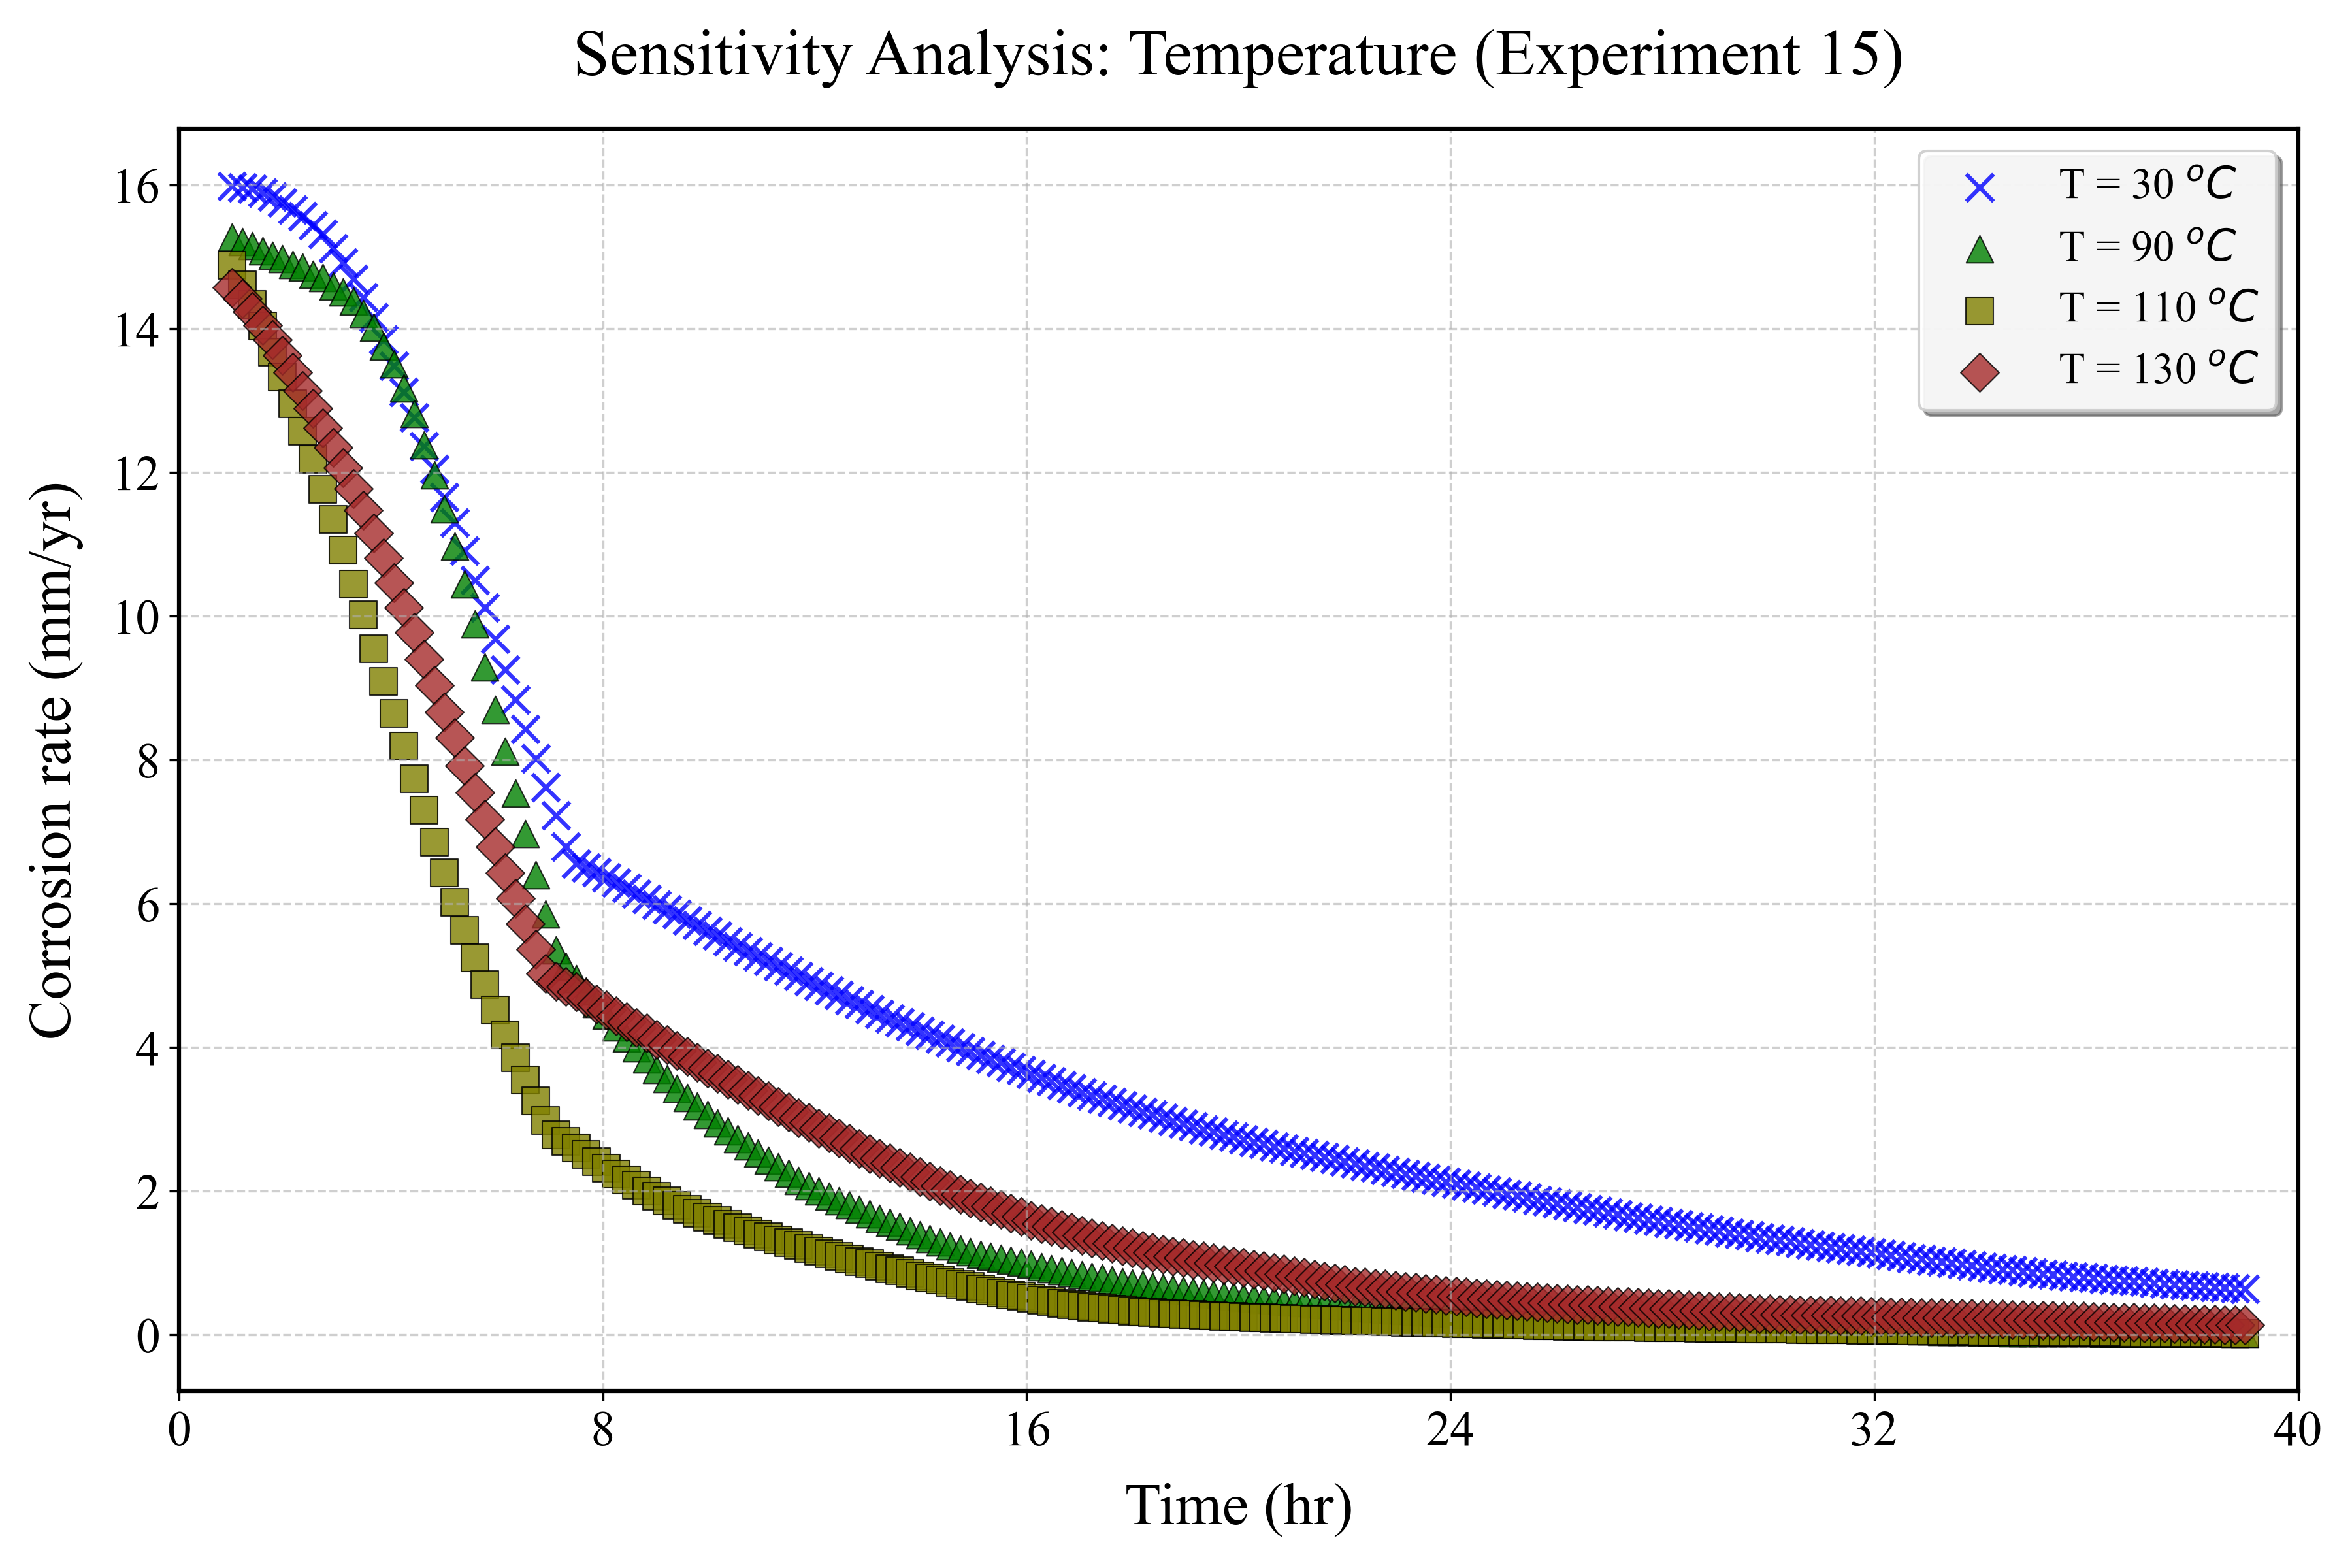 Sensitivity Analysis: Temperature (Experiment 15)
T = 30 °C
T = 90 °C
T = 110 °C
T = 130 °C
Corrosion rate (mm/yr)
16
14
12
10
8
6
4
2
0
0 8 16 24 32 40
Time (hr)